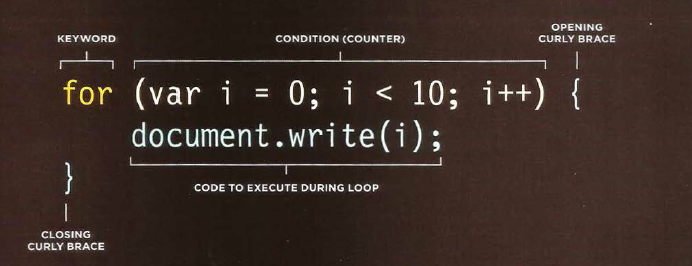 KEYWORD
CONDITION (COUNTER)
OPENING
CURLY BRACE
for (var i = 0; i < 10; i++) {
document.write(i);
}
CODE TO EXECUTE DURING LOOP
CLOSING
CURLY BRACE